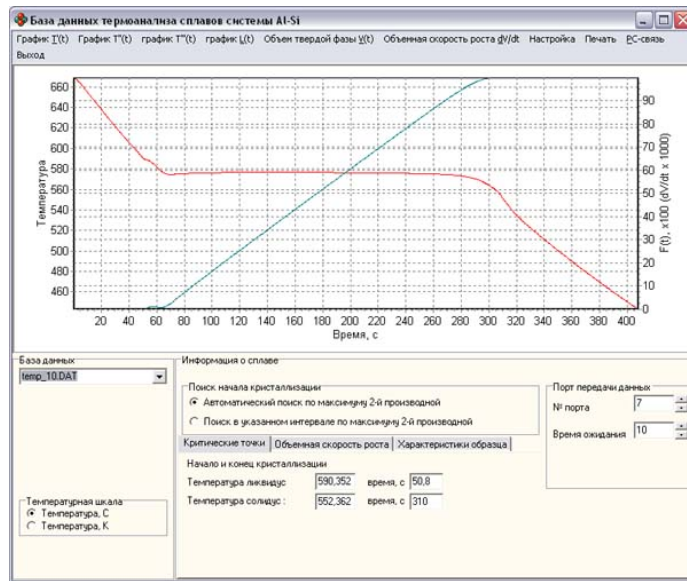 База данных термоанализа сплавов системы Al-Si
График T'(t) График T''(t) график T'''(t) график L(t) Объем твердой фазы V(t) Объемная скорость роста dV/dt Настройка Печать PC-связь
Выход
660
640
620
600
580
560
540
520
500
480
460
Температура
90
80
70
60
50
40
30
20
10
0
F(t), x100 (dV/dt x 1000)
20 40 60 80 100 120 140 160 180 200 220 240 260 280 300 320 340 360 380 400
Время, с
База данных
temp_10.DAT
Температурная шкала
Температура, С
Температура, К
Информация о сплаве
Поиск начала кристаллизации
Автоматический поиск по максимуму 2-й производной
Поиск в указанном интервале по максимуму 2-й производной
Критические точки Объемная скорость роста Характеристики образца
Начало и конец кристаллизации
Температура ликвидус 590,352 время, с 50,8
Температура солидус : 552,362 время, с 310
Порт передачи данных
№ порта 7
Время ожидания 10